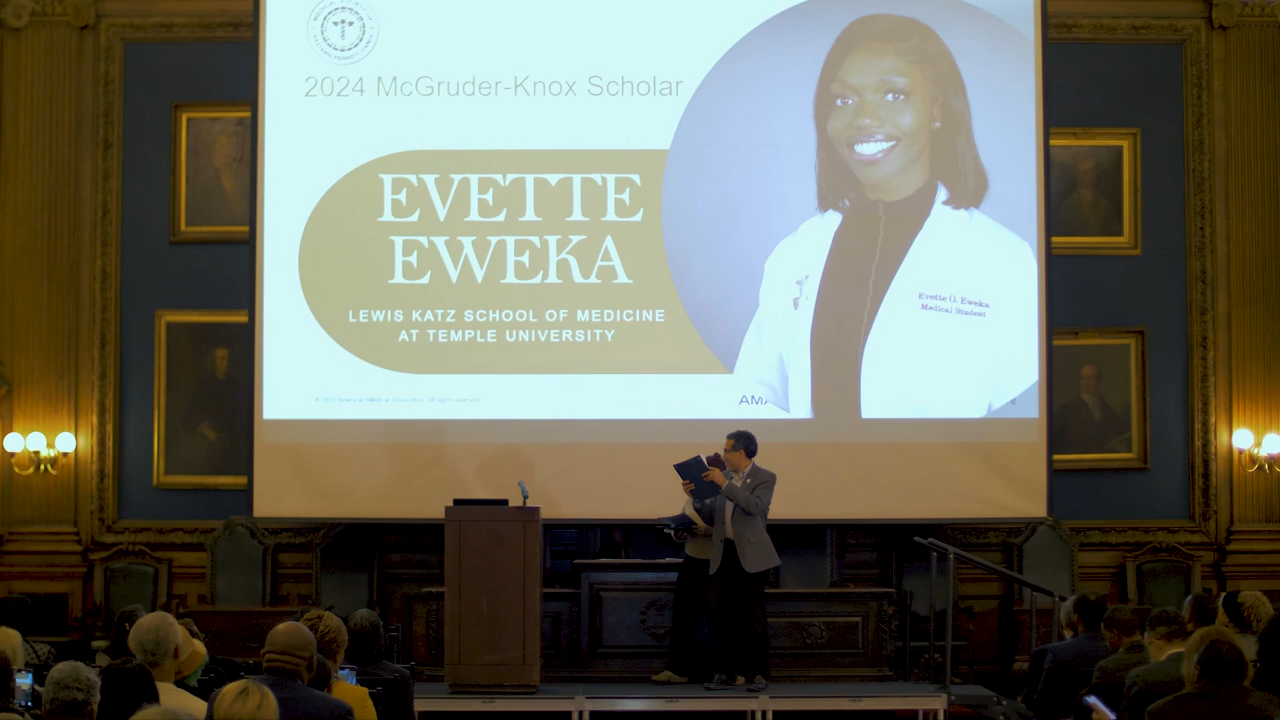 2024 McGruder-Knox Scholar
EVETTE
EWEKA
LEWIS KATZ SCHOOL OF MEDICINE
AT TEMPLE UNIVERSITY
Evette O. Eweka
Medical Student